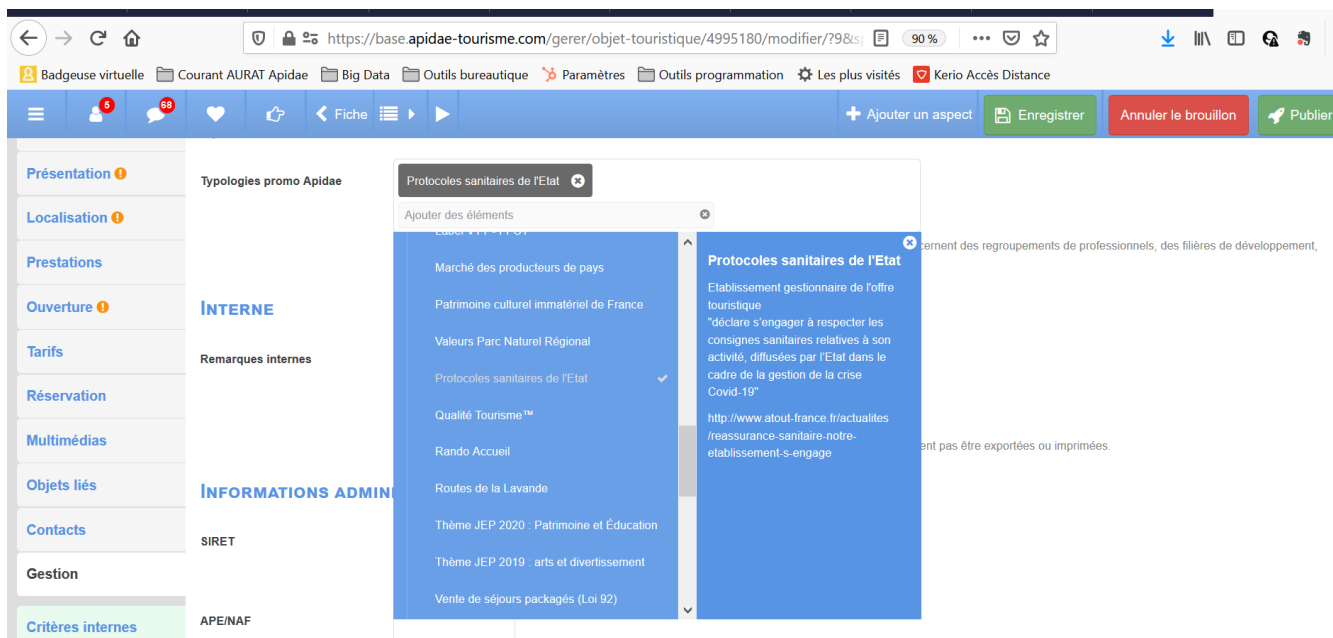 https://base.apidae-tourisme.com/gerer/objet-touristique/4995180/modifier/?9&s
90 %
Badgeuse virtuelle Courant AURAT Apidae Big Data Outils bureautique Paramètres Outils programmation Les plus visités Kerio Accès Distance
5 68 Fiche Ajouter un aspect Enregistrer Annuler le brouillon Publier
Présentation
Localisation
Prestations
Ouverture
Tarifs
Réservation
Multimédias
Objets liés
Contacts
Gestion
Critères internes
Typologies promo Apidae
Protocoles sanitaires de l'Etat
Ajouter des éléments
Marché des producteurs de pays
Patrimoine culturel immatériel de France
Valeurs Parc Naturel Régional
Protocoles sanitaires de l'Etat
Qualité Tourisme™
Rando Accueil
Routes de la Lavande
Thème JEP 2020 : Patrimoine et Éducation
Thème JEP 2019 : arts et divertissement
Vente de séjours packagés (Loi 92)
Protocoles sanitaires de l'Etat
Etablissement gestionnaire de l'offre
touristique
"déclare s'engager à respecter les
consignes sanitaires relatives à son
activité, diffusées par l'Etat dans le
cadre de la gestion de la crise
Covid-19"
http://www.atout-france.fr/actualites
/reassurance-sanitaire-notre-
etablissement-s-engage
des regroupements de professionnels, des filières de développement,
INTERNE
Remarques internes
pas être exportées ou imprimées.
INFORMATIONS ADMINI
SIRET
APE/NAF